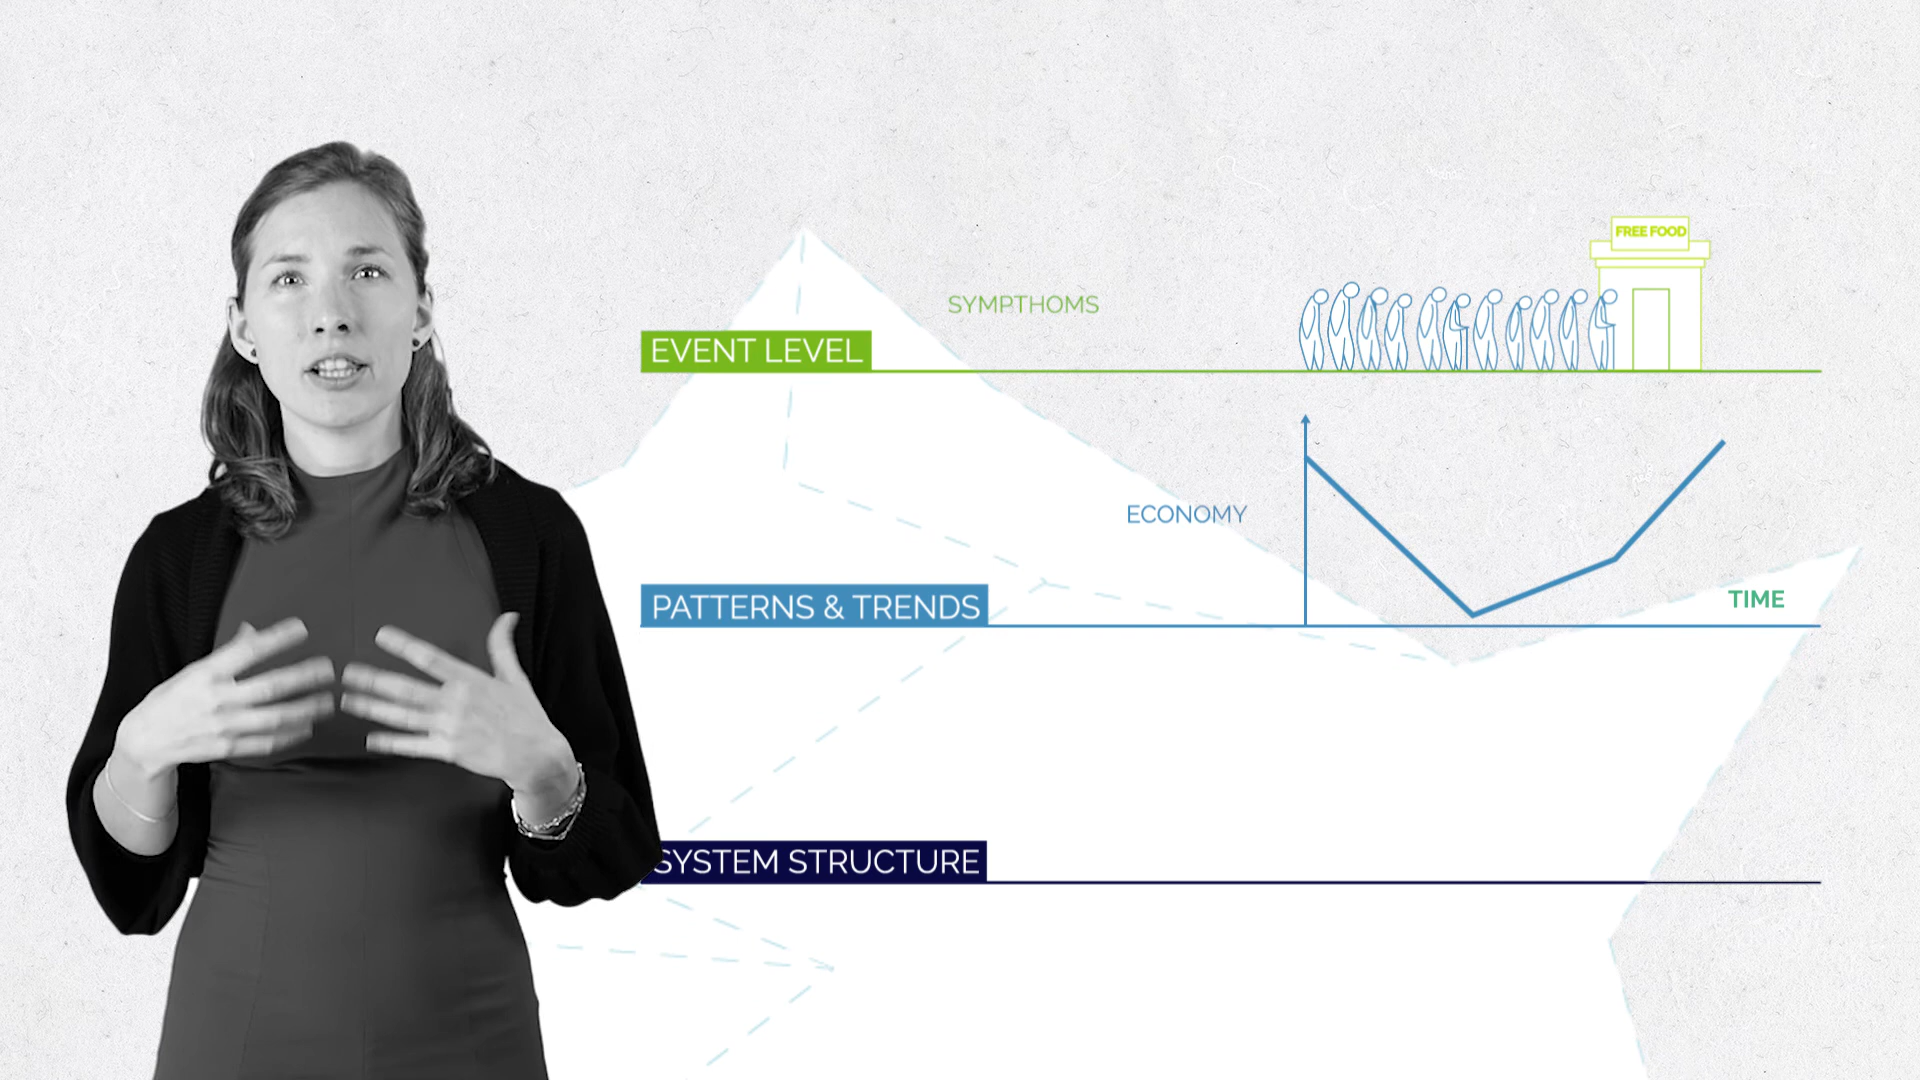 FREE FOOD
SYMPTHOMS
EVENT LEVEL
ECONOMY
PATTERNS & TRENDS
TIME
SYSTEM STRUCTURE